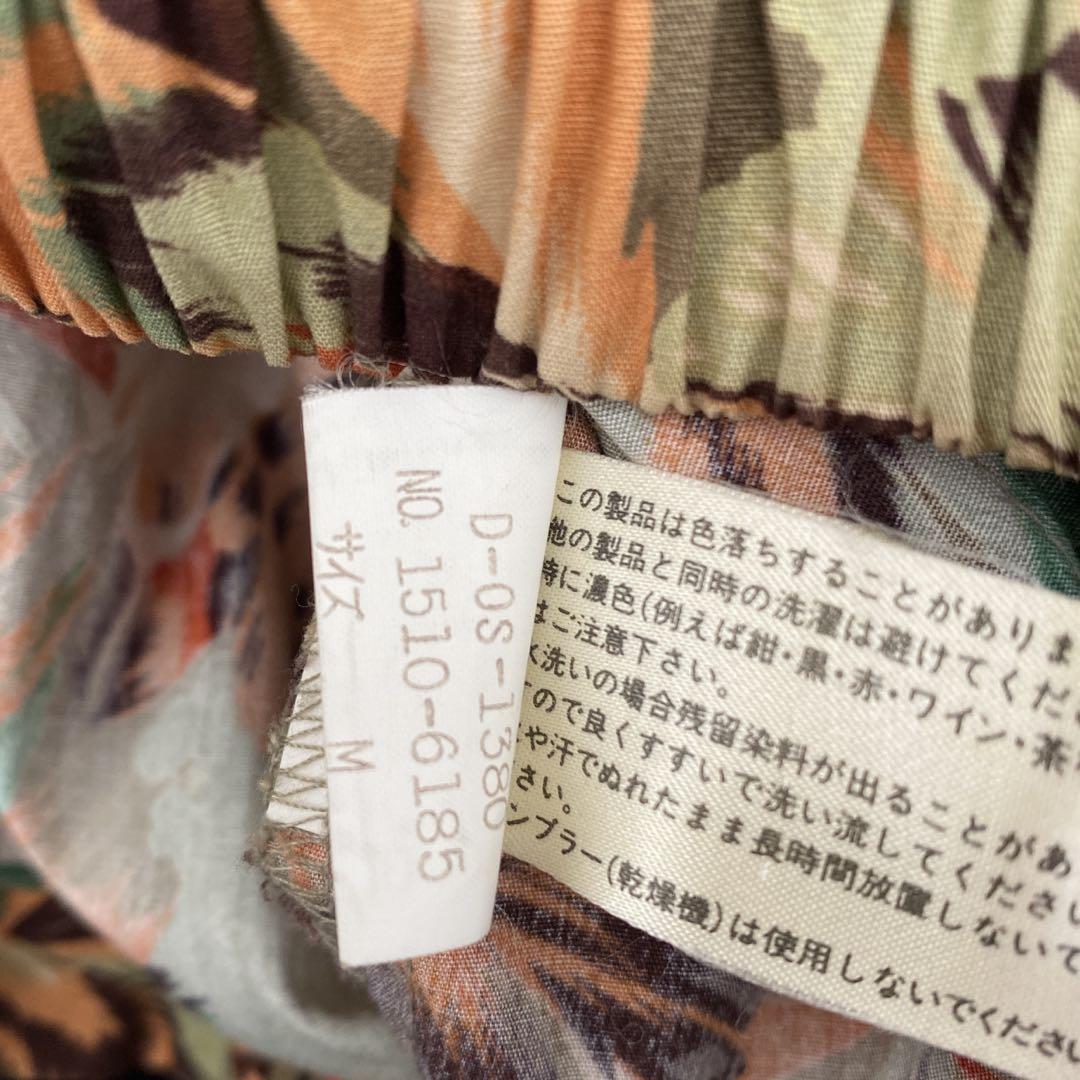 D-OS-1380
NO. 1510-6185
サイズ M
この製品は色落ちすることがありま
他の製品と同時の洗濯は避けてくだ
時に濃色(例えば紺・黒・赤・ワイン・茶
はご注意下さい。
洗いの場合残留染料が出ることがあ
ので良くすすいで洗い流してください
や汗でぬれたまま長時間放置しないで
さい。
ンブラー(乾燥機)は使用しないでください